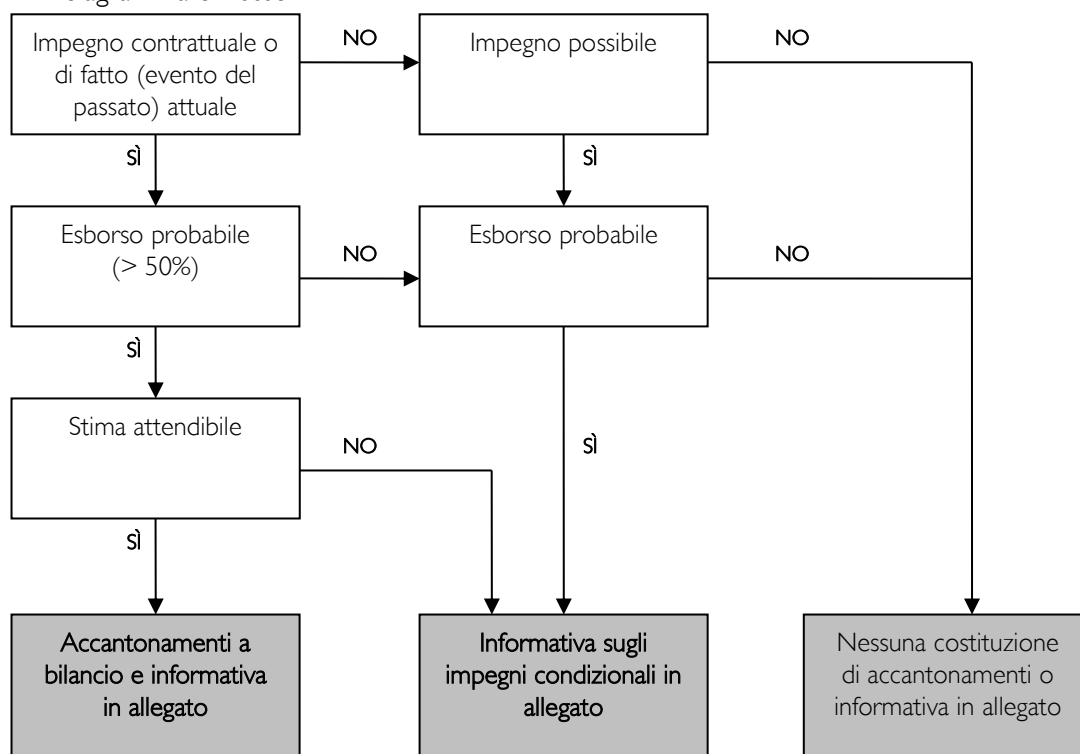 Impegno contrattuale o
di fatto (evento del
passato) attuale
NO
Impegno possibile
NO
SÌ
SÌ
Esborso probabile
(> 50%)
NO
Esborso probabile
NO
SÌ
Stima attendibile
NO
SÌ
SÌ
Accantonamenti a
bilancio e informativa
in allegato
Informativa sugli
impegni condizionali in
allegato
Nessuna costituzione
di accantonamenti o
informativa in allegato